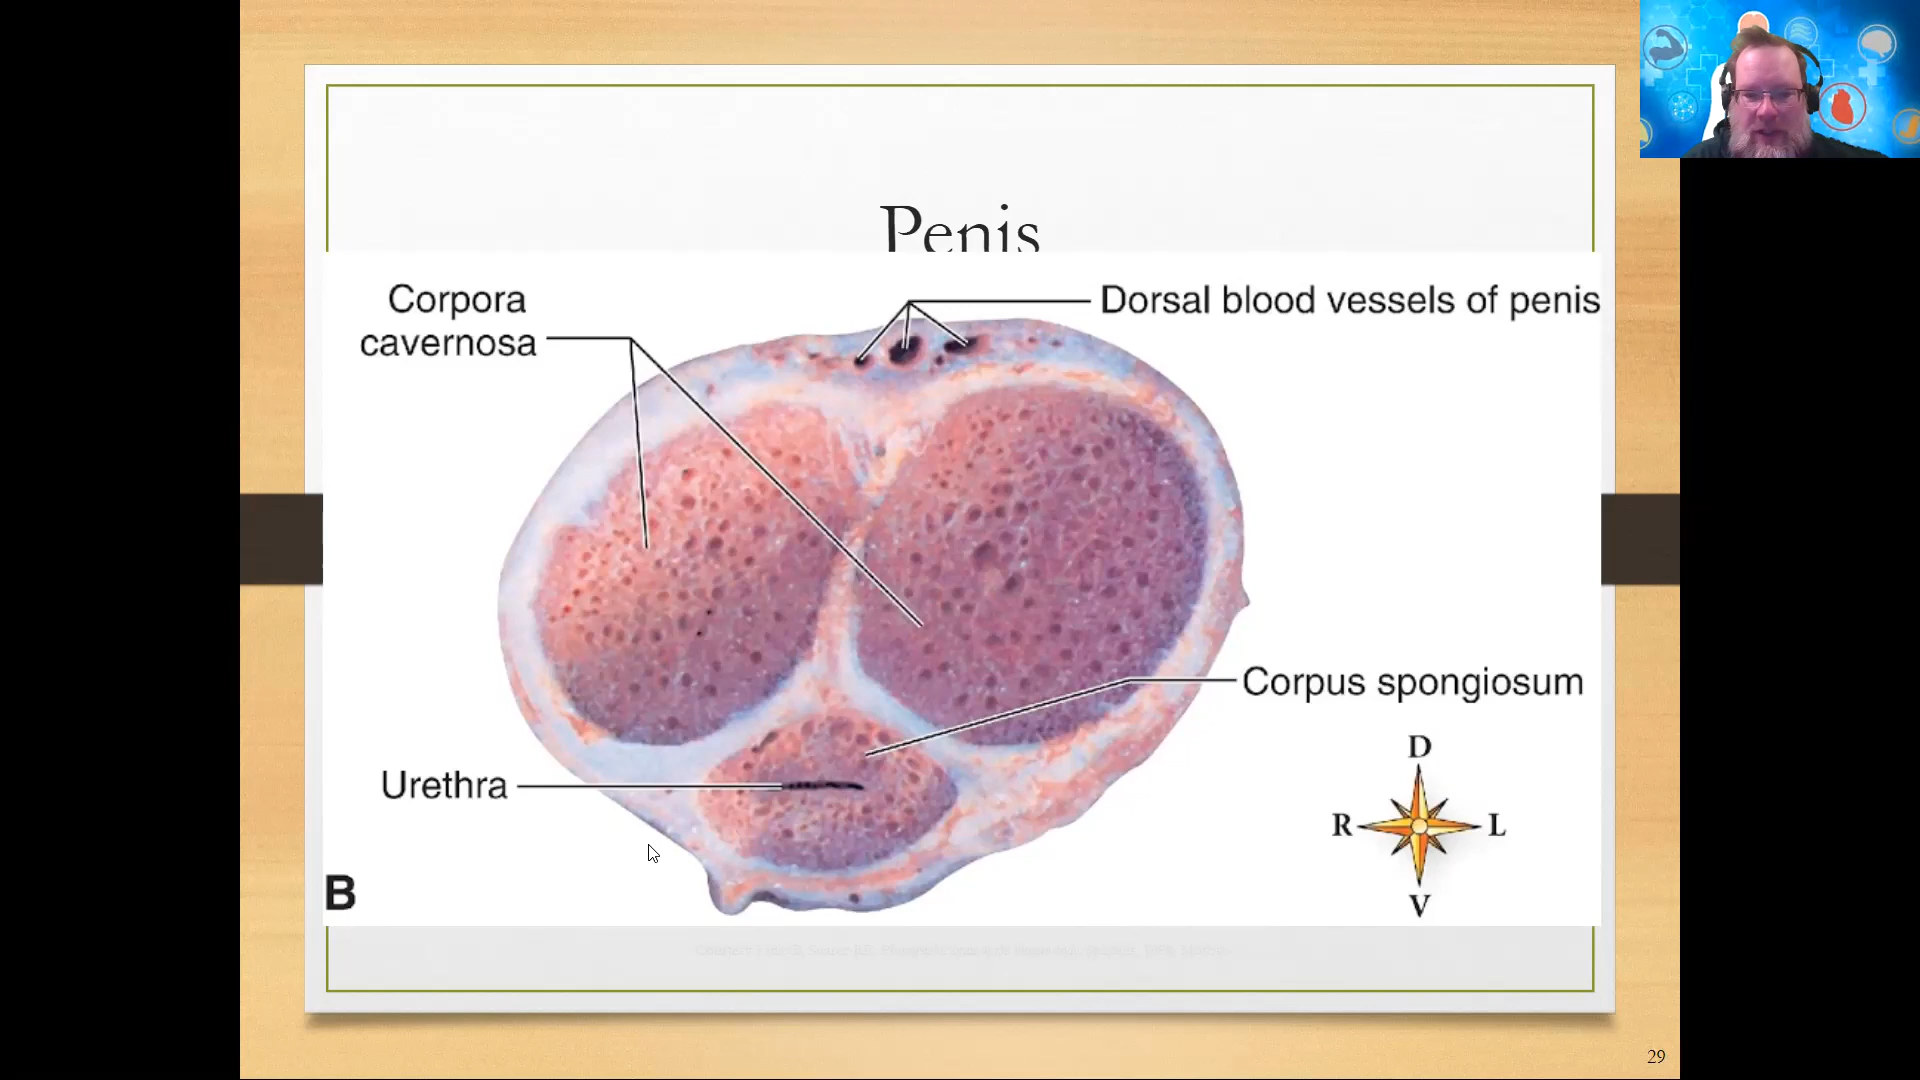 Penis
Corpora
cavernosa
Dorsal blood vessels of penis
Corpus spongiosum
Urethra
D
R
L
V
B
29